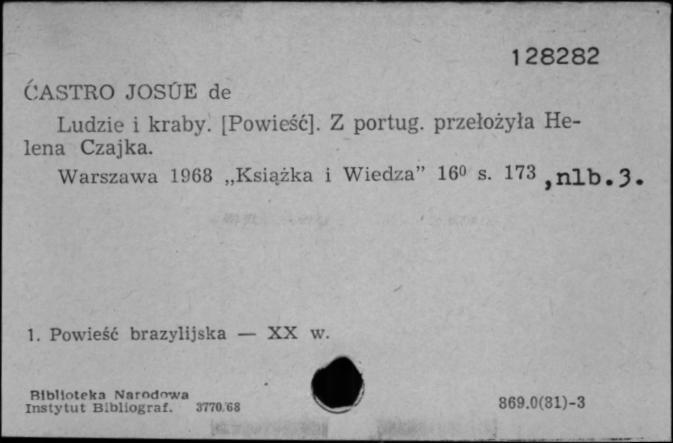 128282
ĆASTRO JOSÚE de
Ludzie i kraby. [Powieść]. Z portug. przełożyła He-
lena Czajka.
Warszawa 1968 „Książka i Wiedza” 16⁰ s. 173 ,nlb.3.
1. Powieść brazylijska — XX w.
Biblioteka Narodowa
Instytut Bibliograf. 3770/68
869.0(81)-3